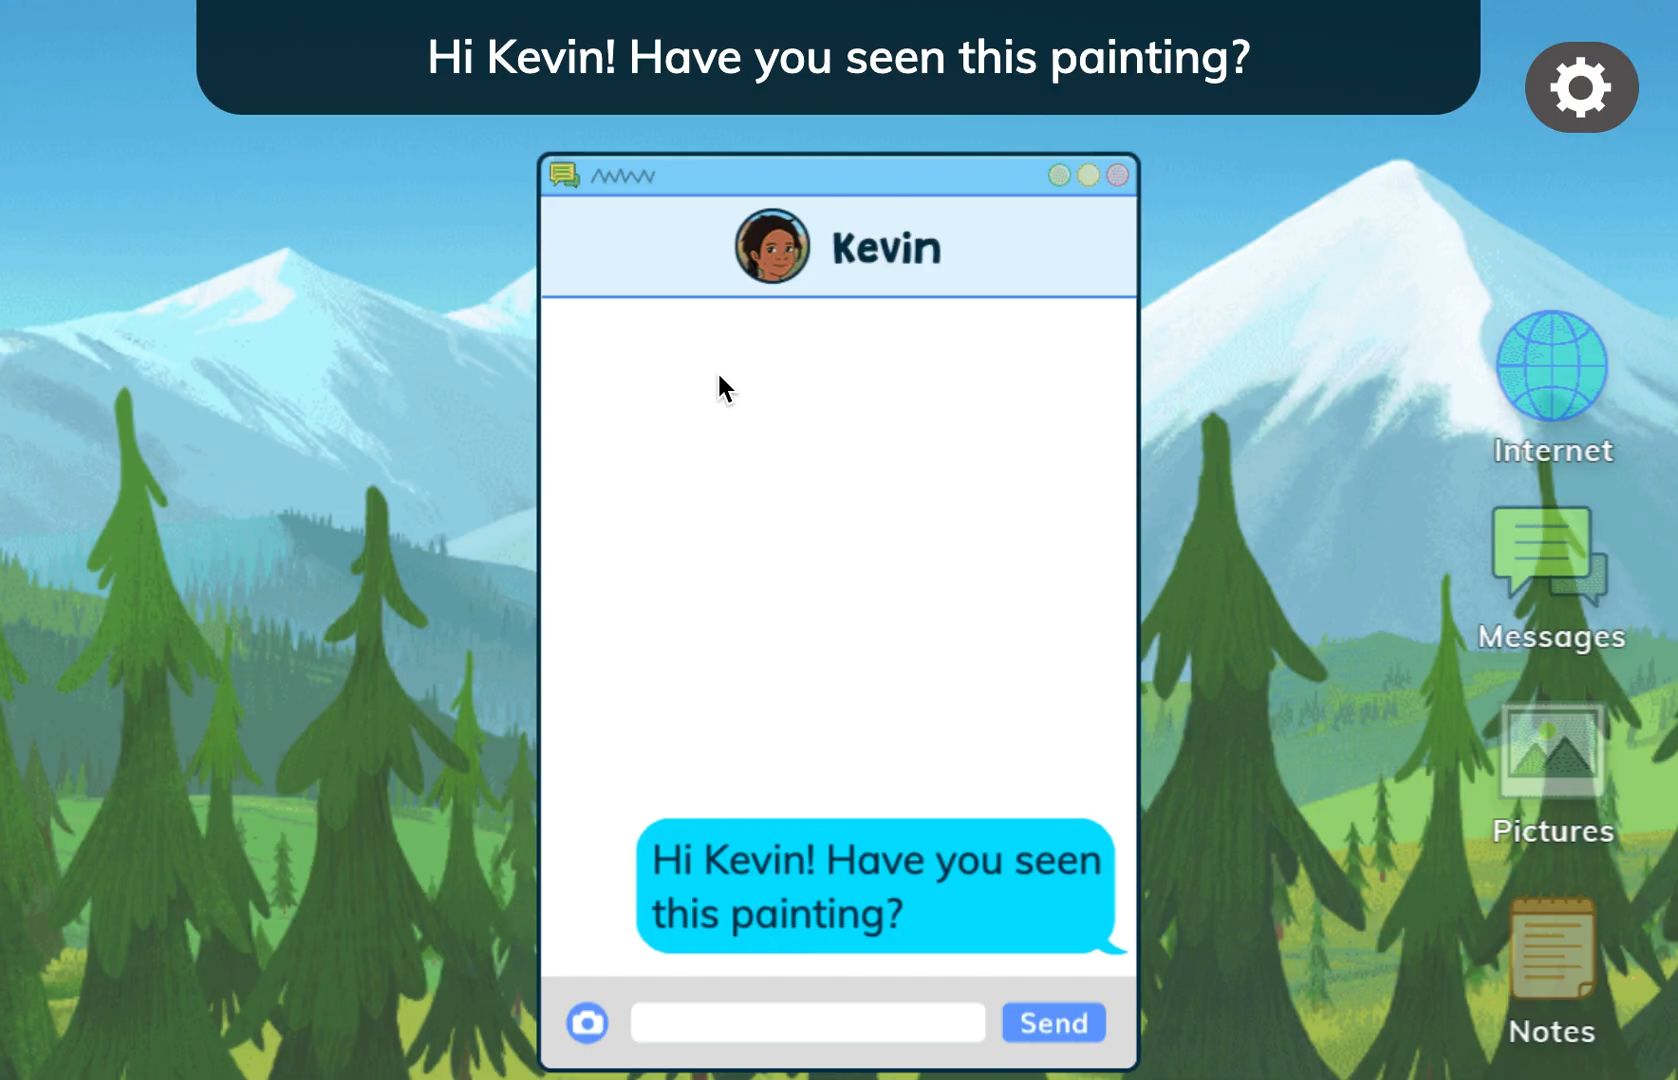 Hi Kevin! Have you seen this painting?
Kevin
Internet
Messages
Pictures
Hi Kevin! Have you seen
this painting?
Send
Notes